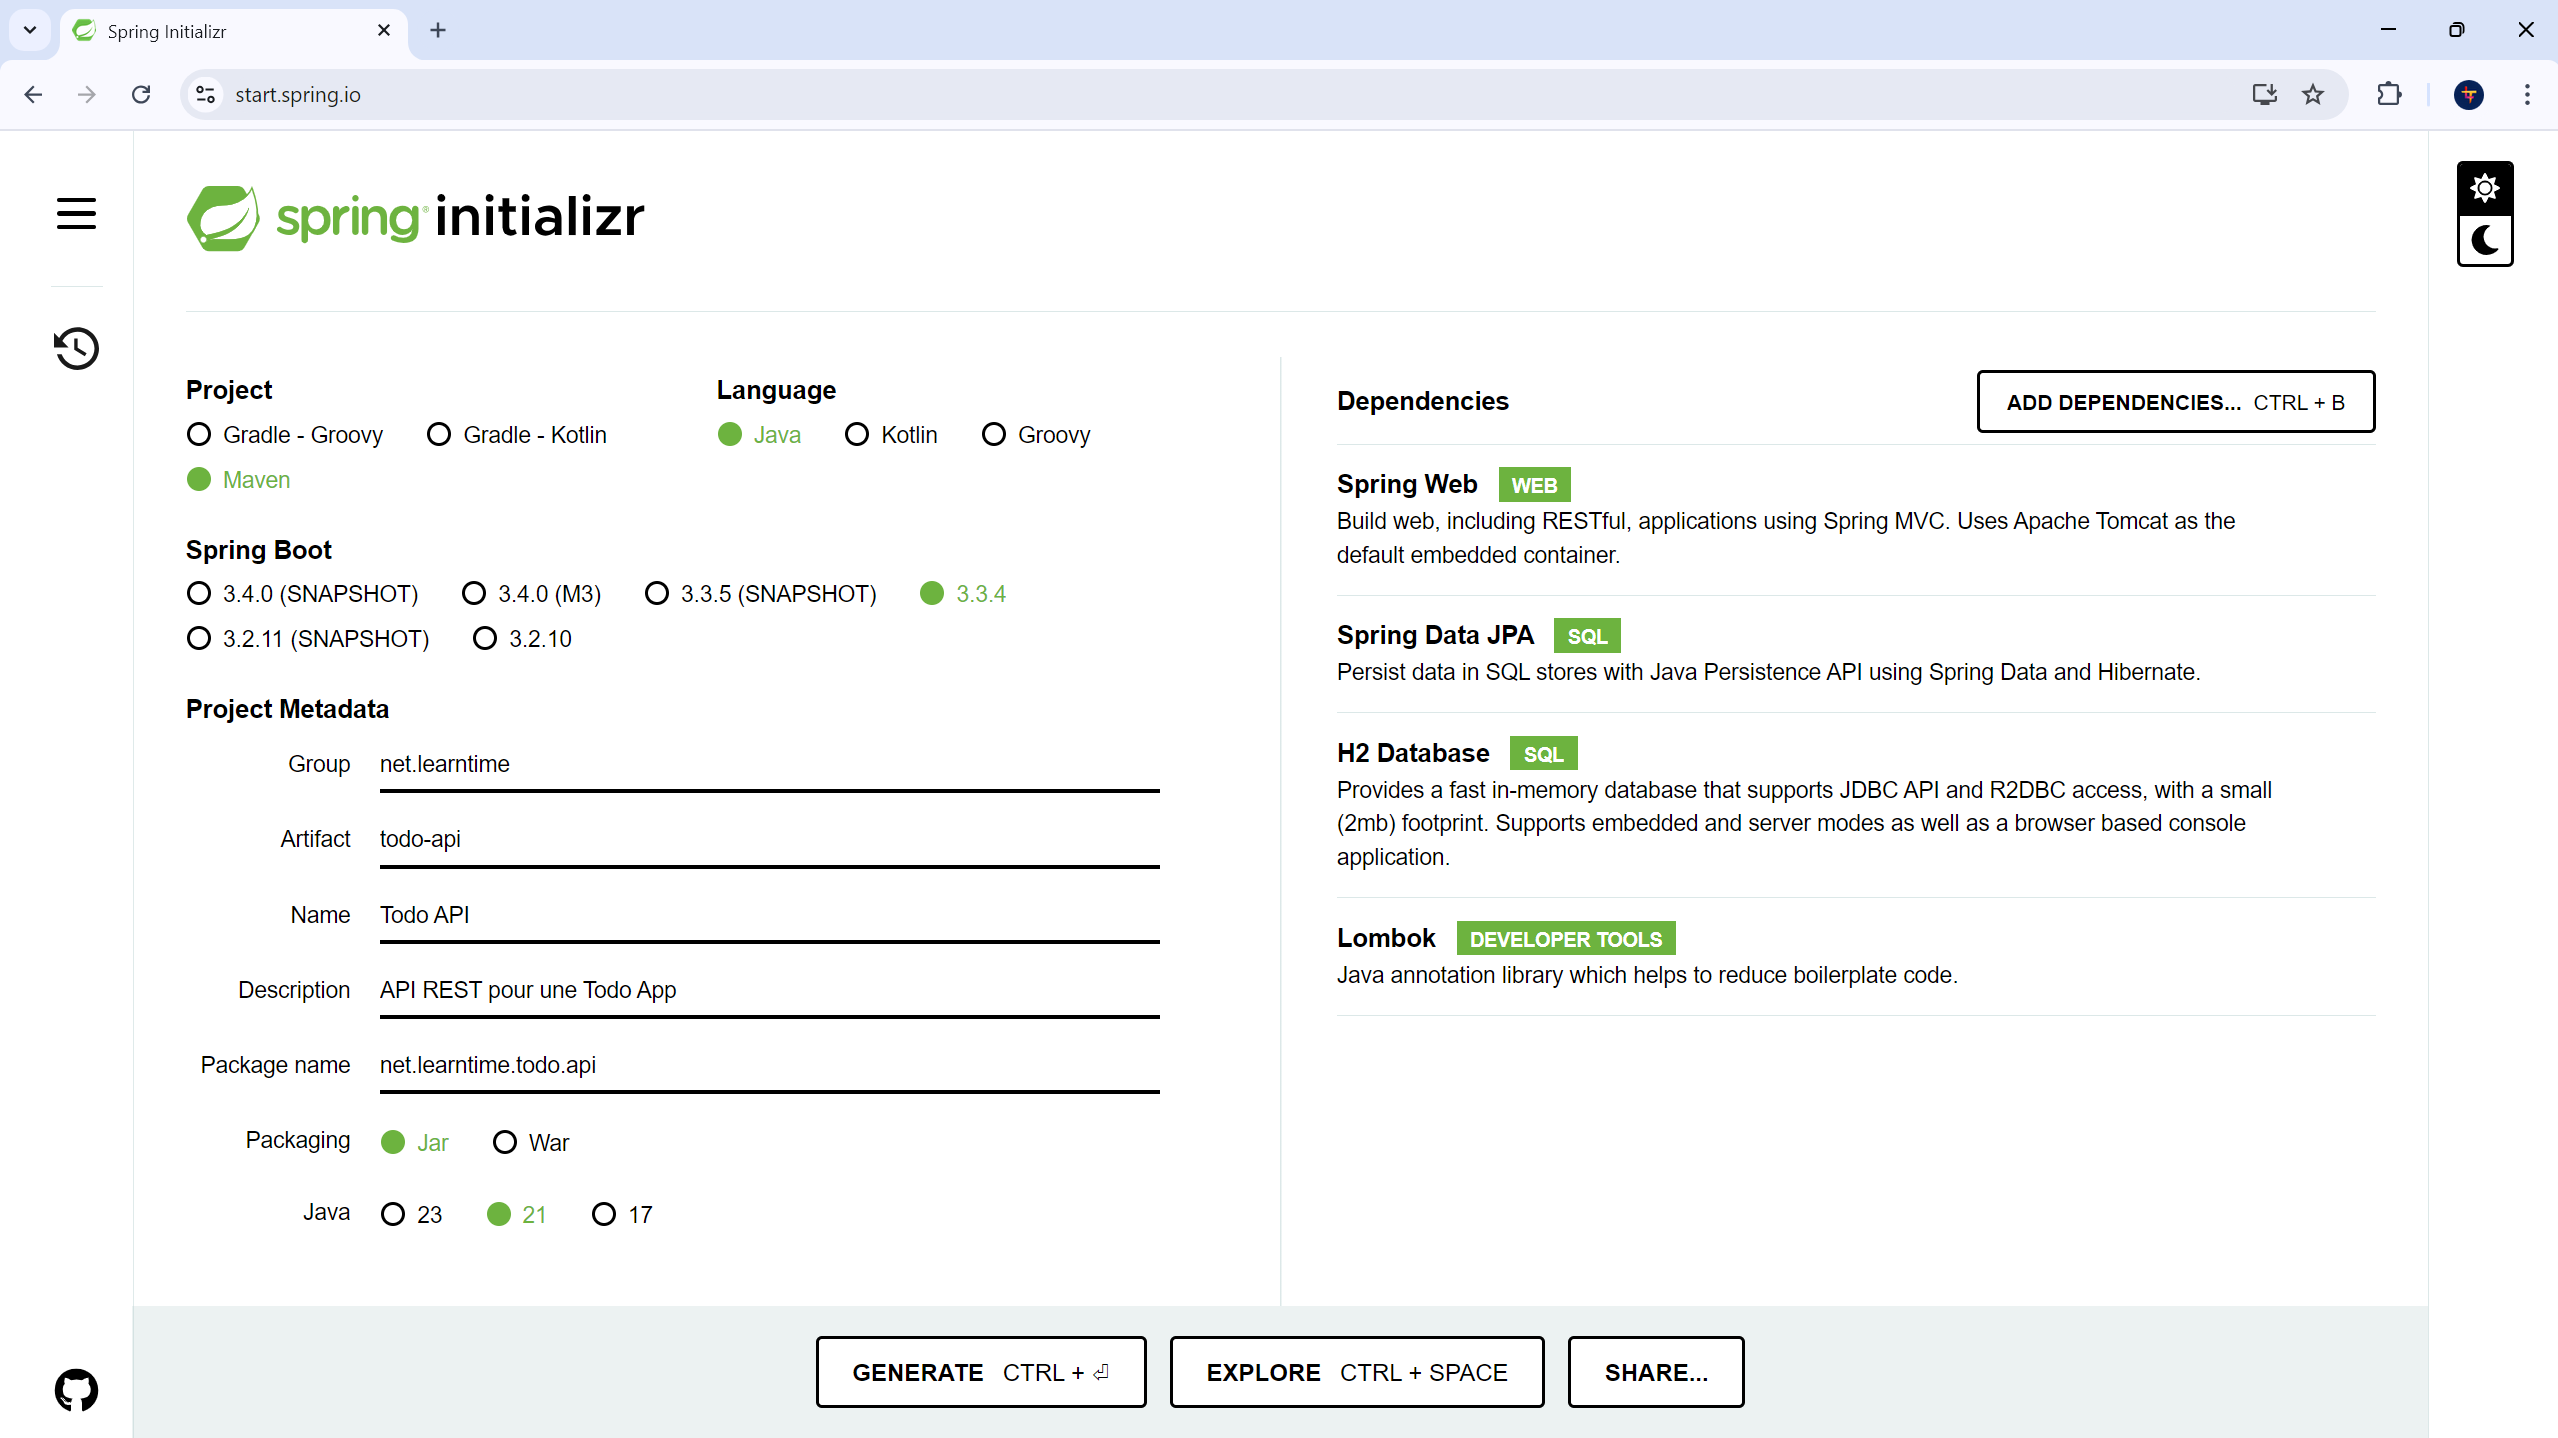 Spring Initializr
start.spring.io
spring initializr
Project
Gradle - Groovy Gradle - Kotlin
Maven
Language
Java Kotlin Groovy
Spring Boot
3.4.0 (SNAPSHOT) 3.4.0 (M3) 3.3.5 (SNAPSHOT) 3.3.4
3.2.11 (SNAPSHOT) 3.2.10
Project Metadata
Group net.learntime
Artifact todo-api
Name Todo API
Description API REST pour une Todo App
Package name net.learntime.todo.api
Packaging Jar War
Java 23 21 17
Dependencies
ADD DEPENDENCIES... CTRL + B
Spring Web WEB
Build web, including RESTful, applications using Spring MVC. Uses Apache Tomcat as the
default embedded container.
Spring Data JPA SQL
Persist data in SQL stores with Java Persistence API using Spring Data and Hibernate.
H2 Database SQL
Provides a fast in-memory database that supports JDBC API and R2DBC access, with a small
(2mb) footprint. Supports embedded and server modes as well as a browser based console
application.
Lombok DEVELOPER TOOLS
Java annotation library which helps to reduce boilerplate code.
GENERATE CTRL + ⏎
EXPLORE CTRL + SPACE
SHARE...